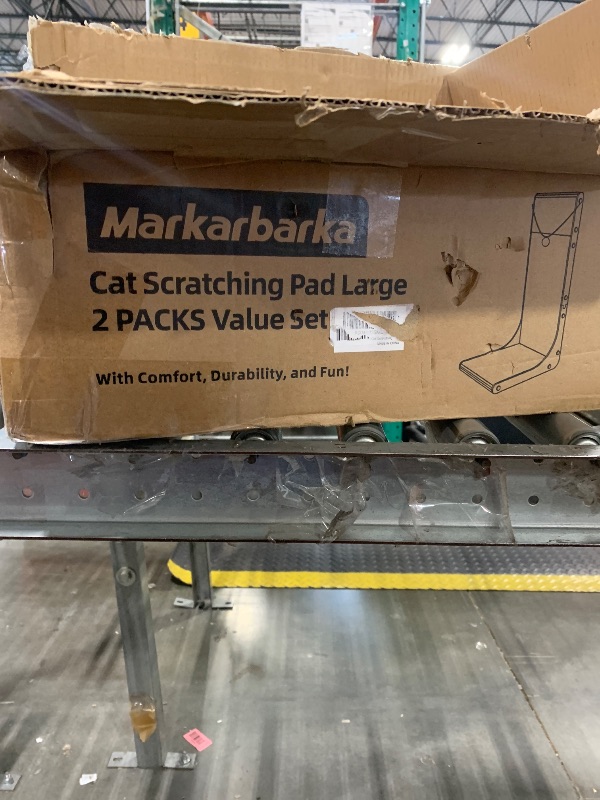 Markarbarka
Cat Scratching Pad Large
2 PACKS Value Set
With Comfort, Durability, and Fun!